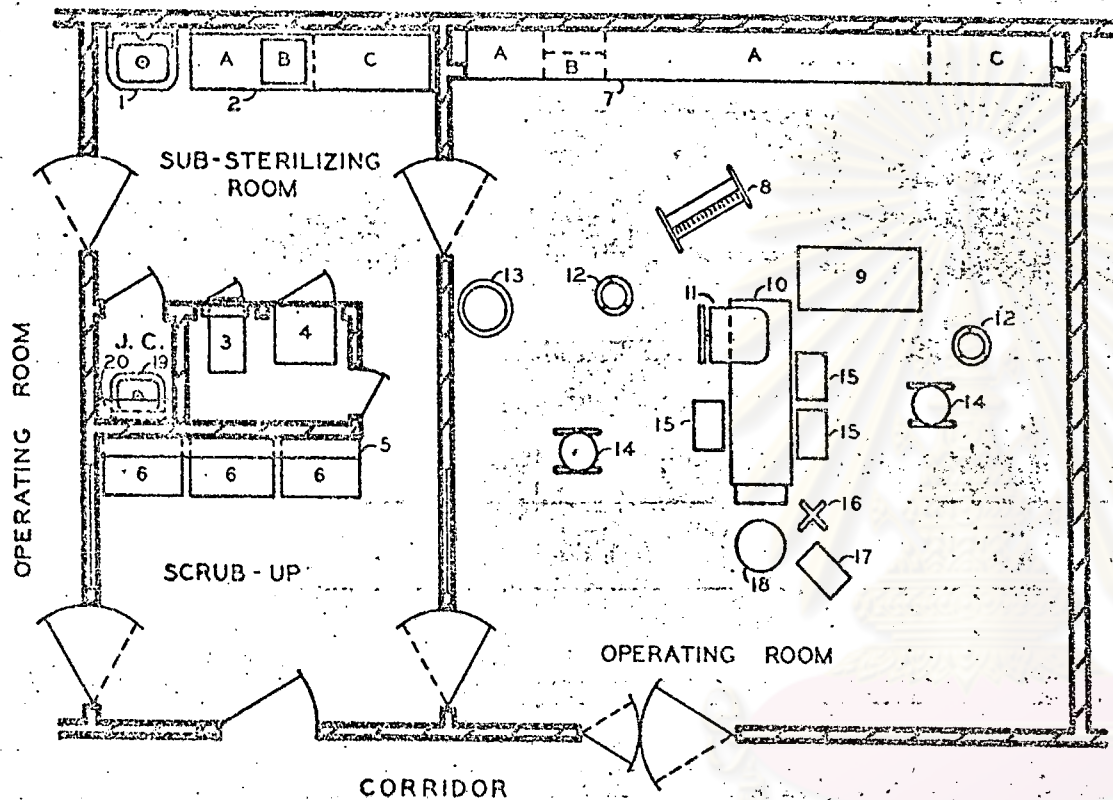 A B C
A B A C
1
2
7
SUB-STERILIZING
ROOM
8
13
12
11
10
9
12
3
4
J. C.
20
19
15
15
15
14
14
5
6
6
6
16
17
18
SCRUB-UP
OPERATING ROOM
OPERATING ROOM
CORRIDOR